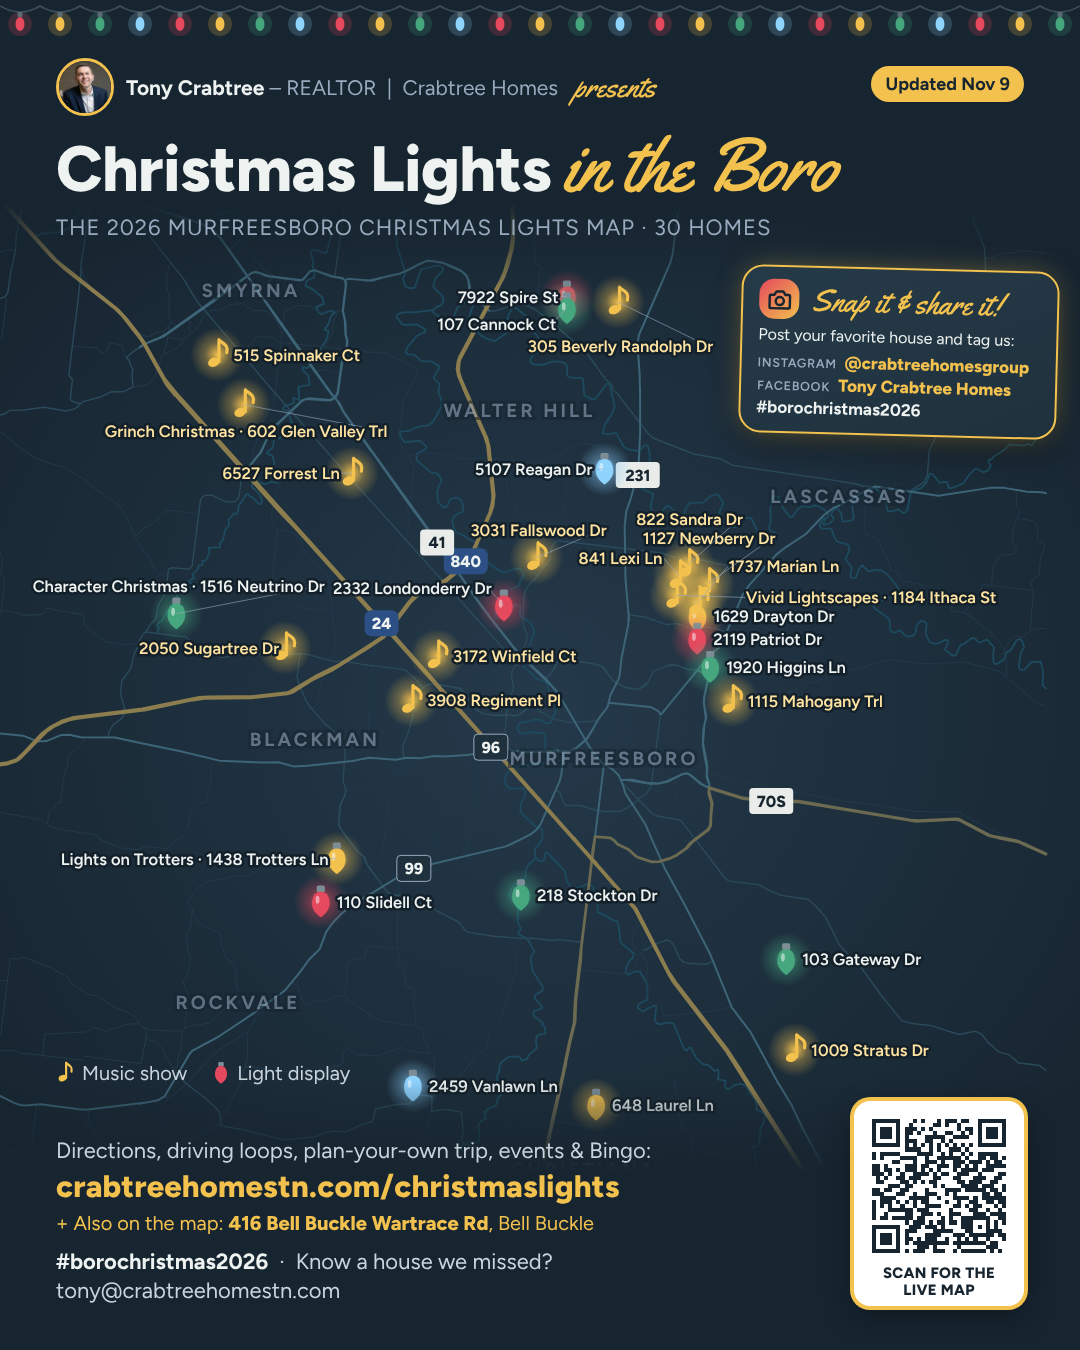 Tony Crabtree – REALTOR | Crabtree Homes presents
Updated Nov 9
Christmas Lights in the Boro
THE 2026 MURFREESBORO CHRISTMAS LIGHTS MAP · 30 HOMES
Snap it & share it!
Post your favorite house and tag us:
INSTAGRAM @crabtreehomesgroup
FACEBOOK Tony Crabtree Homes
#borochristmas2026
SMYRNA
7922 Spire St
107 Cannock Ct
305 Beverly Randolph Dr
515 Spinnaker Ct
WALTER HILL
Grinch Christmas · 602 Glen Valley Trl
6527 Forrest Ln
5107 Reagan Dr
231
LASCASSAS
822 Sandra Dr
3031 Fallswood Dr
1127 Newberry Dr
41
840
841 Lexi Ln
1737 Marian Ln
Character Christmas · 1516 Neutrino Dr
2332 Londonderry Dr
Vivid Lightscapes · 1184 Ithaca St
1629 Drayton Dr
24
2119 Patriot Dr
2050 Sugartree Dr
3172 Winfield Ct
1920 Higgins Ln
3908 Regiment Pl
1115 Mahogany Trl
BLACKMAN
96
MURFREESBORO
70S
Lights on Trotters · 1438 Trotters Ln
99
110 Slidell Ct
218 Stockton Dr
103 Gateway Dr
ROCKVALE
1009 Stratus Dr
Music show
Light display
2459 Vanlawn Ln
648 Laurel Ln
Directions, driving loops, plan-your-own trip, events & Bingo:
crabtreehomestn.com/christmaslights
+ Also on the map: 416 Bell Buckle Wartrace Rd, Bell Buckle
#borochristmas2026 · Know a house we missed?
tony@crabtreehomestn.com
SCAN FOR THE
LIVE MAP